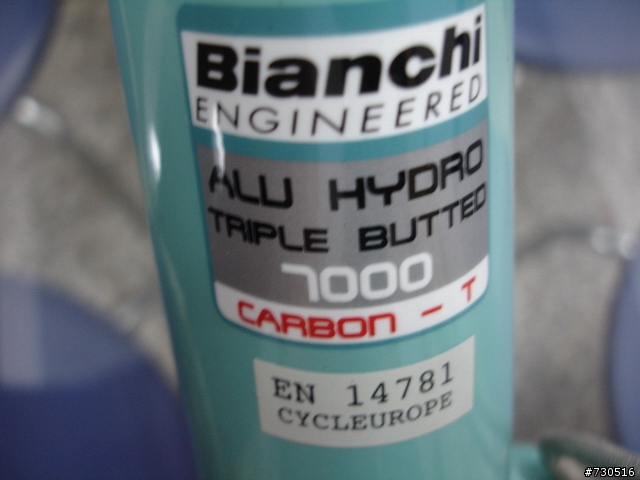 Bianchi
ENGINEERED
ALU HYDRO
TRIPLE BUTTED
7000
CARBON - T
EN 14781
CYCLEUROPE
#730516